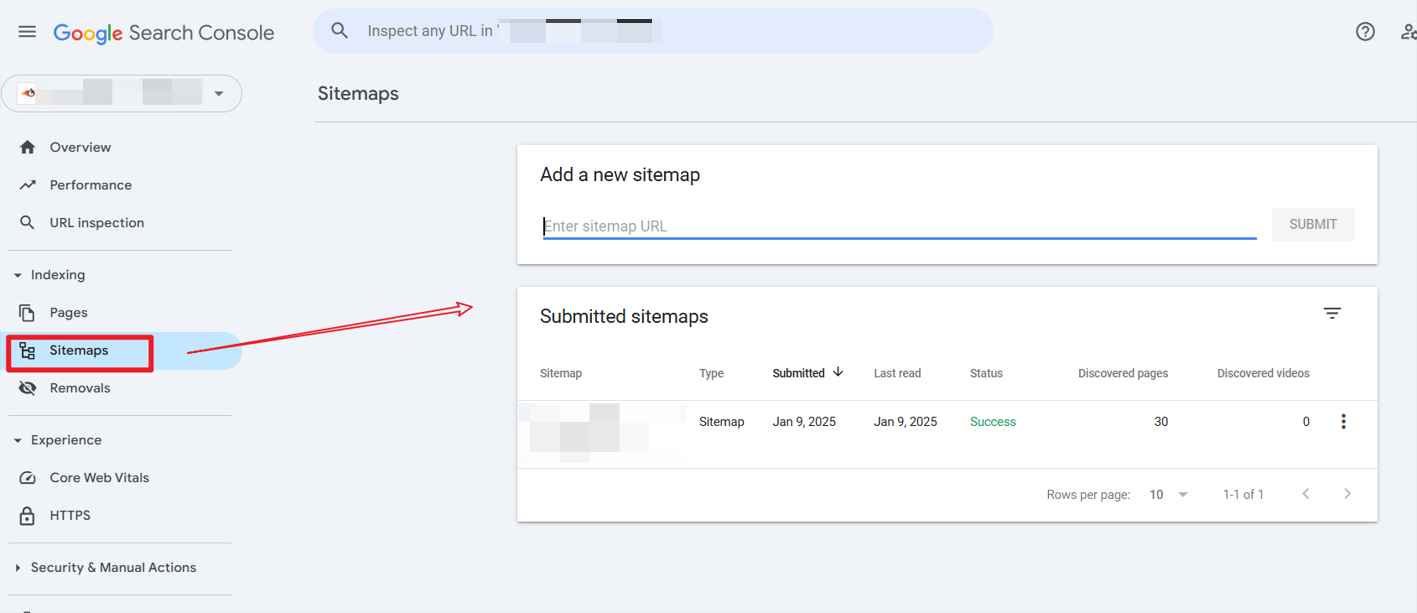 Google Search Console
Inspect any URL in '
Sitemaps
Overview
Performance
URL inspection
Indexing
Pages
Sitemaps
Removals
Experience
Core Web Vitals
HTTPS
Security & Manual Actions
Add a new sitemap
Enter sitemap URL
SUBMIT
Submitted sitemaps
Sitemap Type Submitted Last read Status Discovered pages Discovered videos
Sitemap Jan 9, 2025 Jan 9, 2025 Success 30 0
Rows per page: 10 1-1 of 1